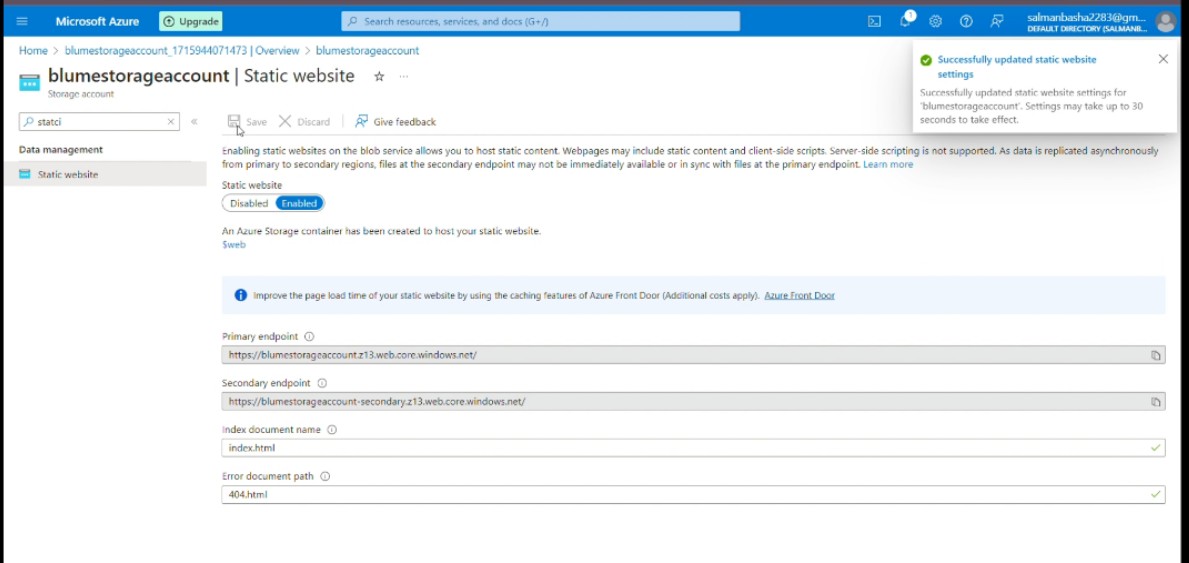 Microsoft Azure
Upgrade
Search resources, services, and docs (G+/)
1
salmanbasha2283@gm...
DEFAULT DIRECTORY (SALMANB...
Home > blumestorageaccount_1715944071473 | Overview > blumestorageaccount
blumestorageaccount | Static website
Storage account
Successfully updated static website
settings
Successfully updated static website settings for
'blumestorageaccount'. Settings may take up to 30
seconds to take effect.
statci
Save
Discard
Give feedback
Data management
Static website
Enabling static websites on the blob service allows you to host static content. Webpages may include static content and client-side scripts. Server-side scripting is not supported. As data is replicated asynchronously
from primary to secondary regions, files at the secondary endpoint may not be immediately available or in sync with files at the primary endpoint. Learn more
Static website
Disabled Enabled
An Azure Storage container has been created to host your static website.
$web
Improve the page load time of your static website by using the caching features of Azure Front Door (Additional costs apply). Azure Front Door
Primary endpoint
https://blumestorageaccount.z13.web.core.windows.net/
Secondary endpoint
https://blumestorageaccount-secondary.z13.web.core.windows.net/
Index document name
index.html
Error document path
404.html